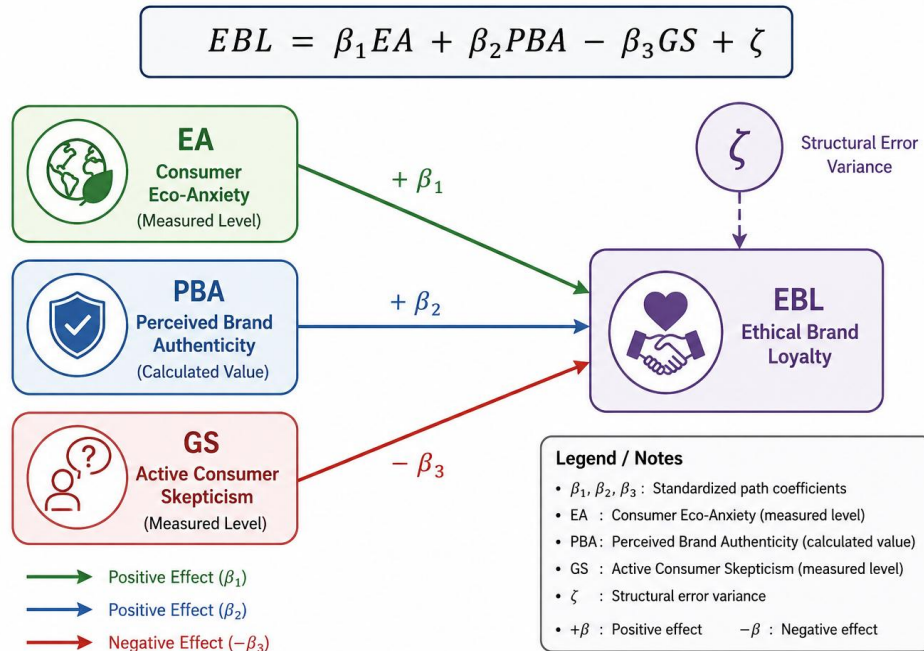 EBL = β₁EA + β₂PBA − β₃GS + ζ
EA
Consumer
Eco-Anxiety
(Measured Level)
+ β₁
ζ
Structural Error
Variance
PBA
Perceived Brand
Authenticity
(Calculated Value)
+ β₂
EBL
Ethical Brand
Loyalty
?
GS
Active Consumer
Skepticism
(Measured Level)
− β₃
Positive Effect (β₁)
Positive Effect (β₂)
Negative Effect (−β₃)
Legend / Notes
• β₁, β₂, β₃ : Standardized path coefficients
• EA : Consumer Eco-Anxiety (measured level)
• PBA : Perceived Brand Authenticity (calculated value)
• GS : Active Consumer Skepticism (measured level)
• ζ : Structural error variance
• +β : Positive effect −β : Negative effect